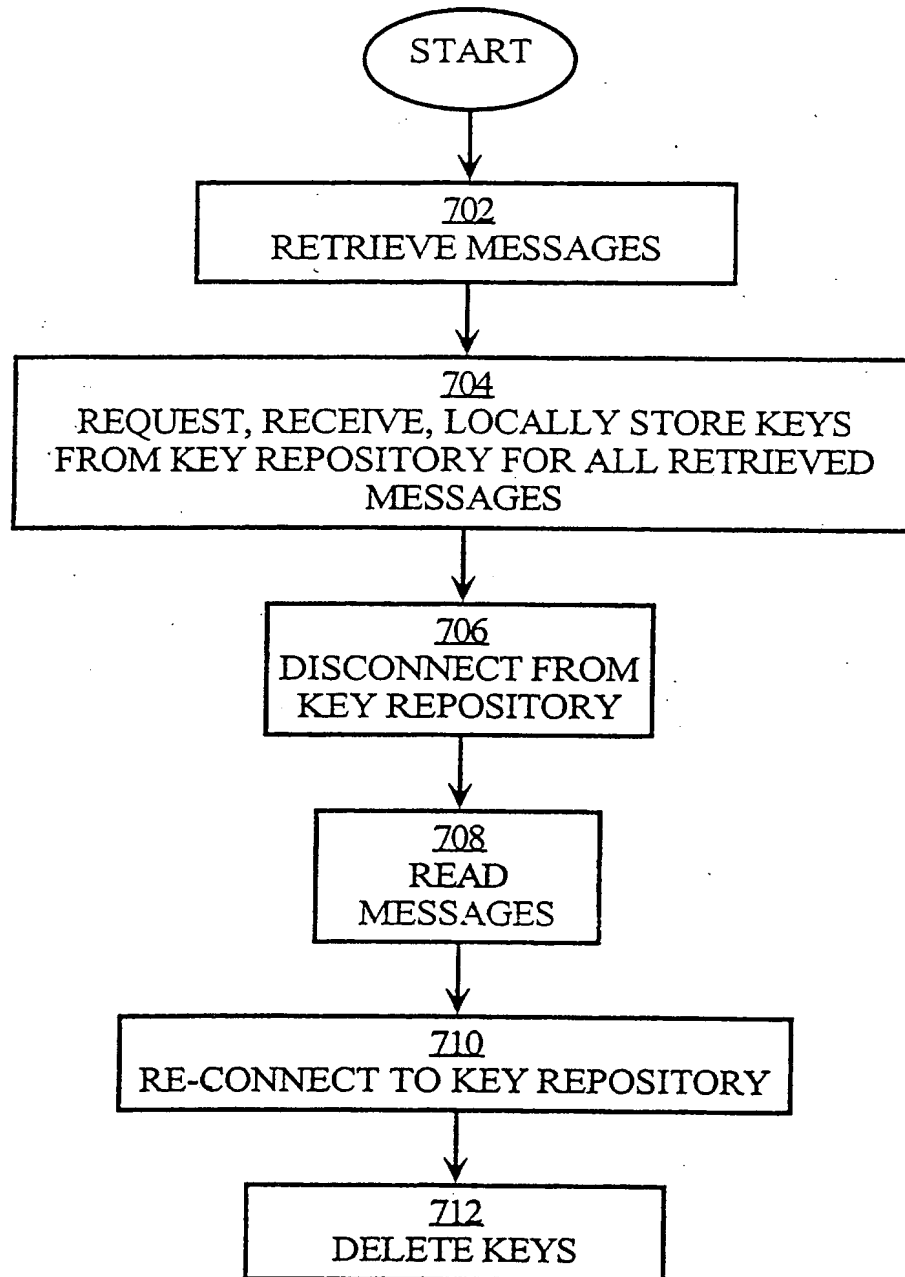 START
702
RETRIEVE MESSAGES
704
REQUEST, RECEIVE, LOCALLY STORE KEYS
FROM KEY REPOSITORY FOR ALL RETRIEVED
MESSAGES
706
DISCONNECT FROM
KEY REPOSITORY
708
READ
MESSAGES
710
RE-CONNECT TO KEY REPOSITORY
712
DELETE KEYS